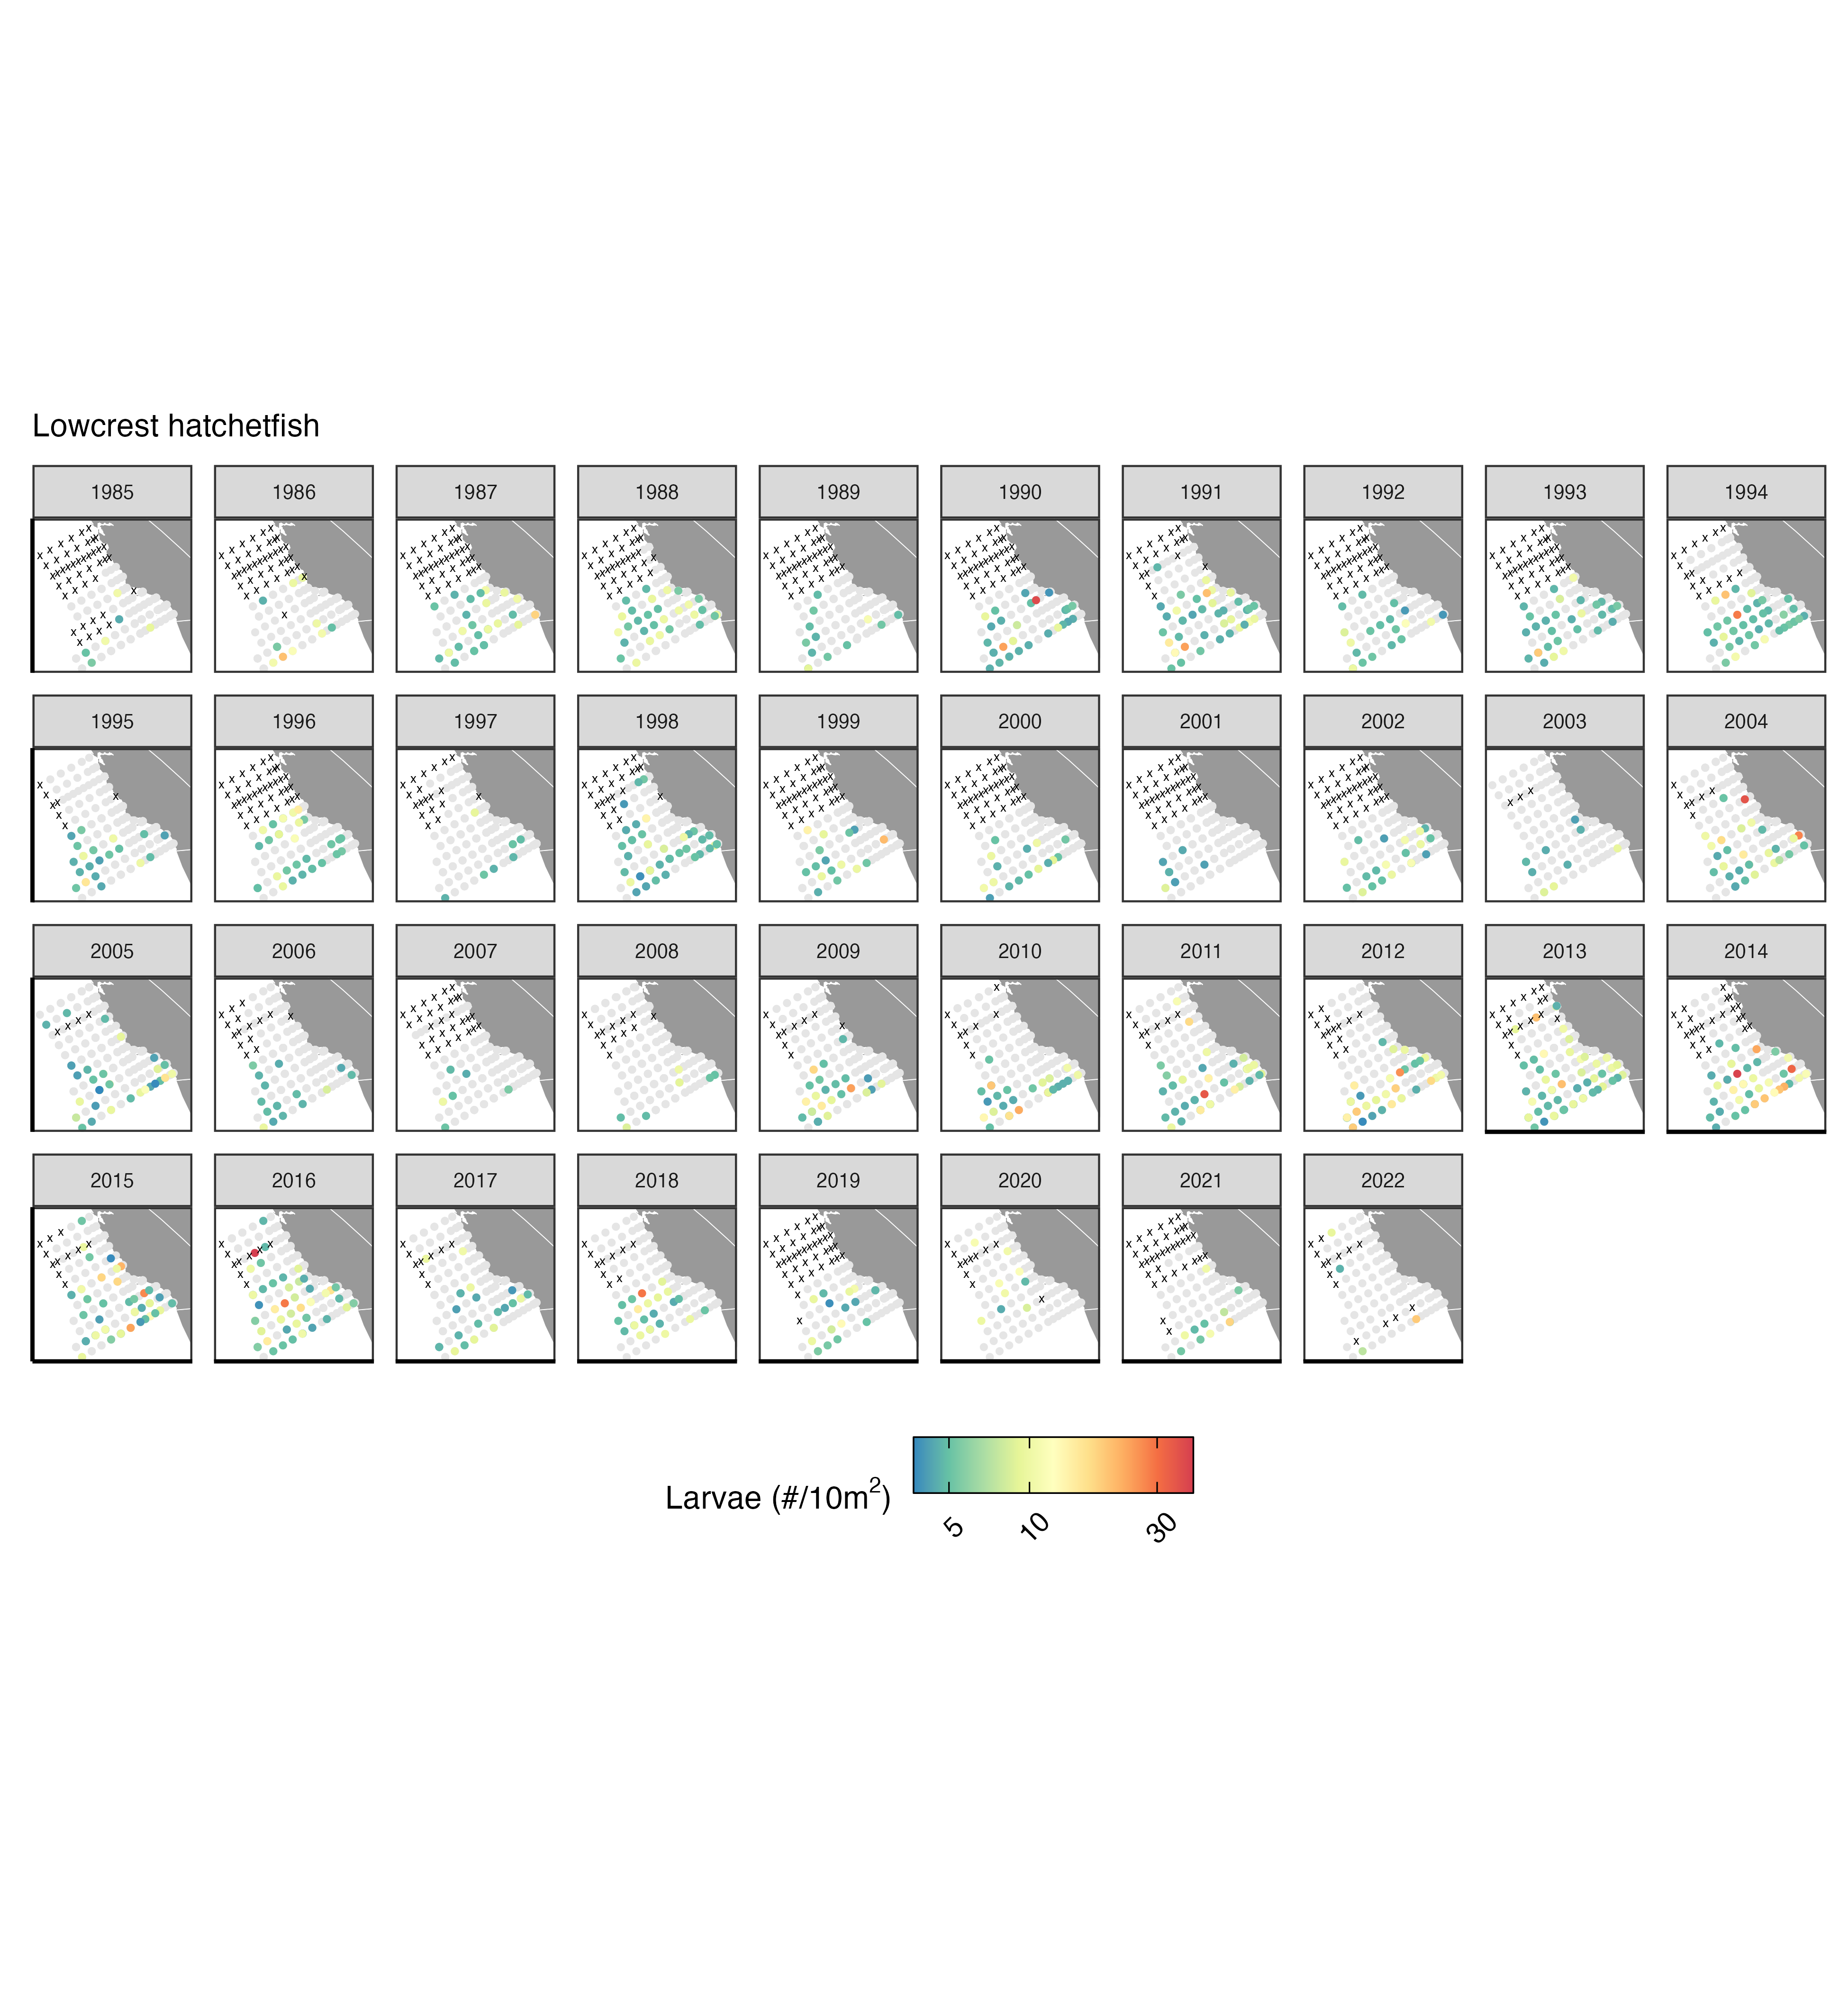 Lowcrest hatchetfish
1985 1986 1987 1988 1989 1990 1991 1992 1993 1994
1995 1996 1997 1998 1999 2000 2001 2002 2003 2004
2005 2006 2007 2008 2009 2010 2011 2012 2013 2014
2015 2016 2017 2018 2019 2020 2021 2022
Larvae (#/10m²)
5 10 30